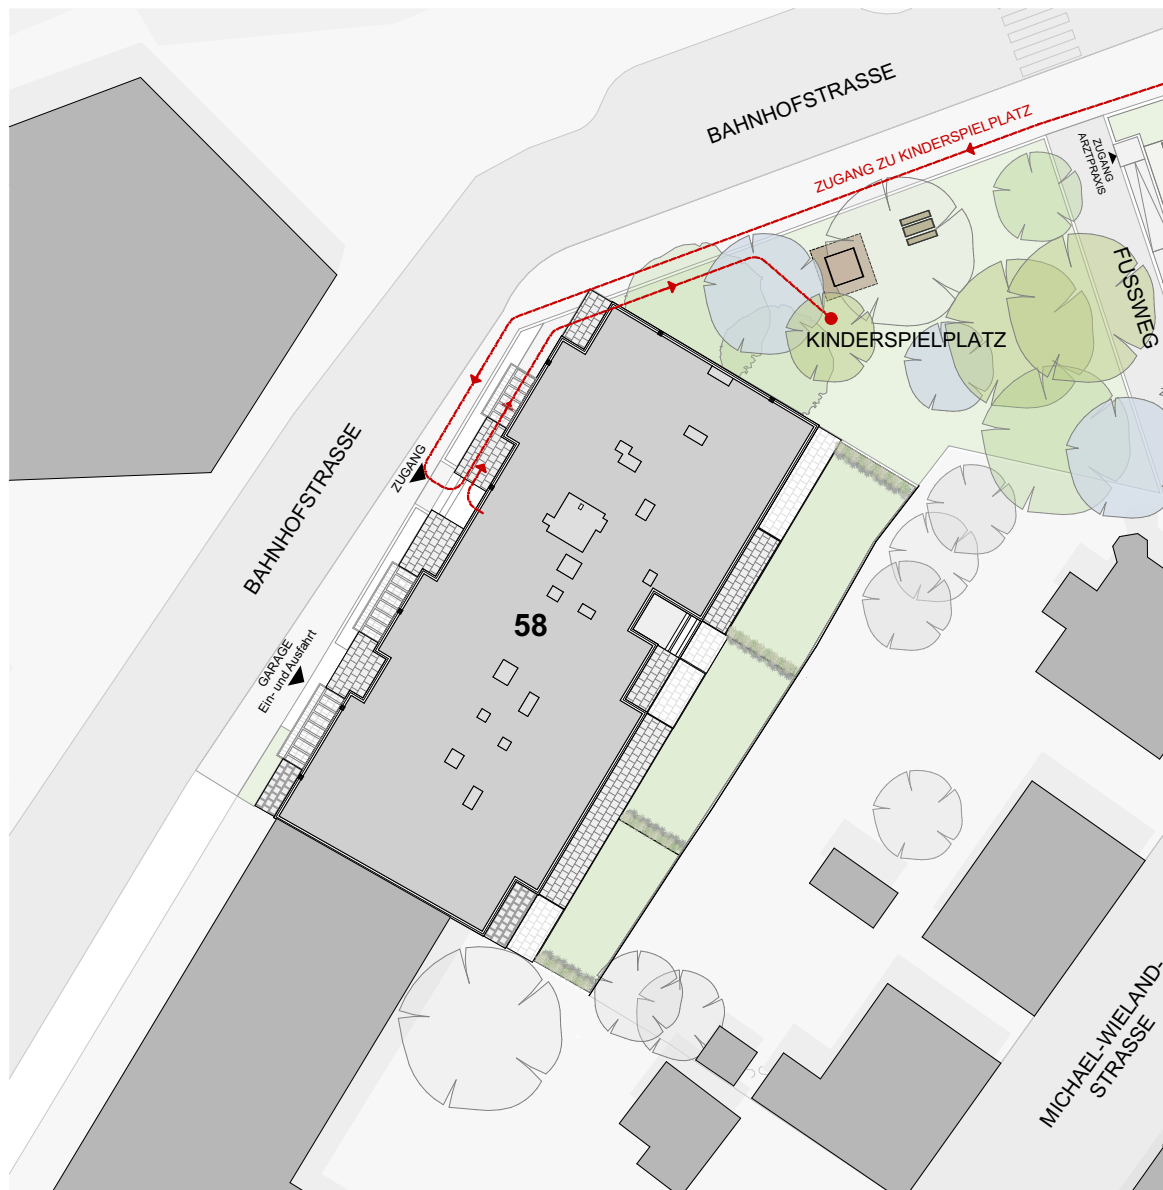 BAHNHOFSTRASSE
ZUGANG ZU KINDERSPIELPLATZ
ZUGANG
ARZTPRAXIS
FUSSWEG
KINDERSPIELPLATZ
BAHNHOFSTRASSE
ZUGANG
58
GARAGE
Ein- und Ausfahrt
MICHAEL-WIELAND-
STRASSE